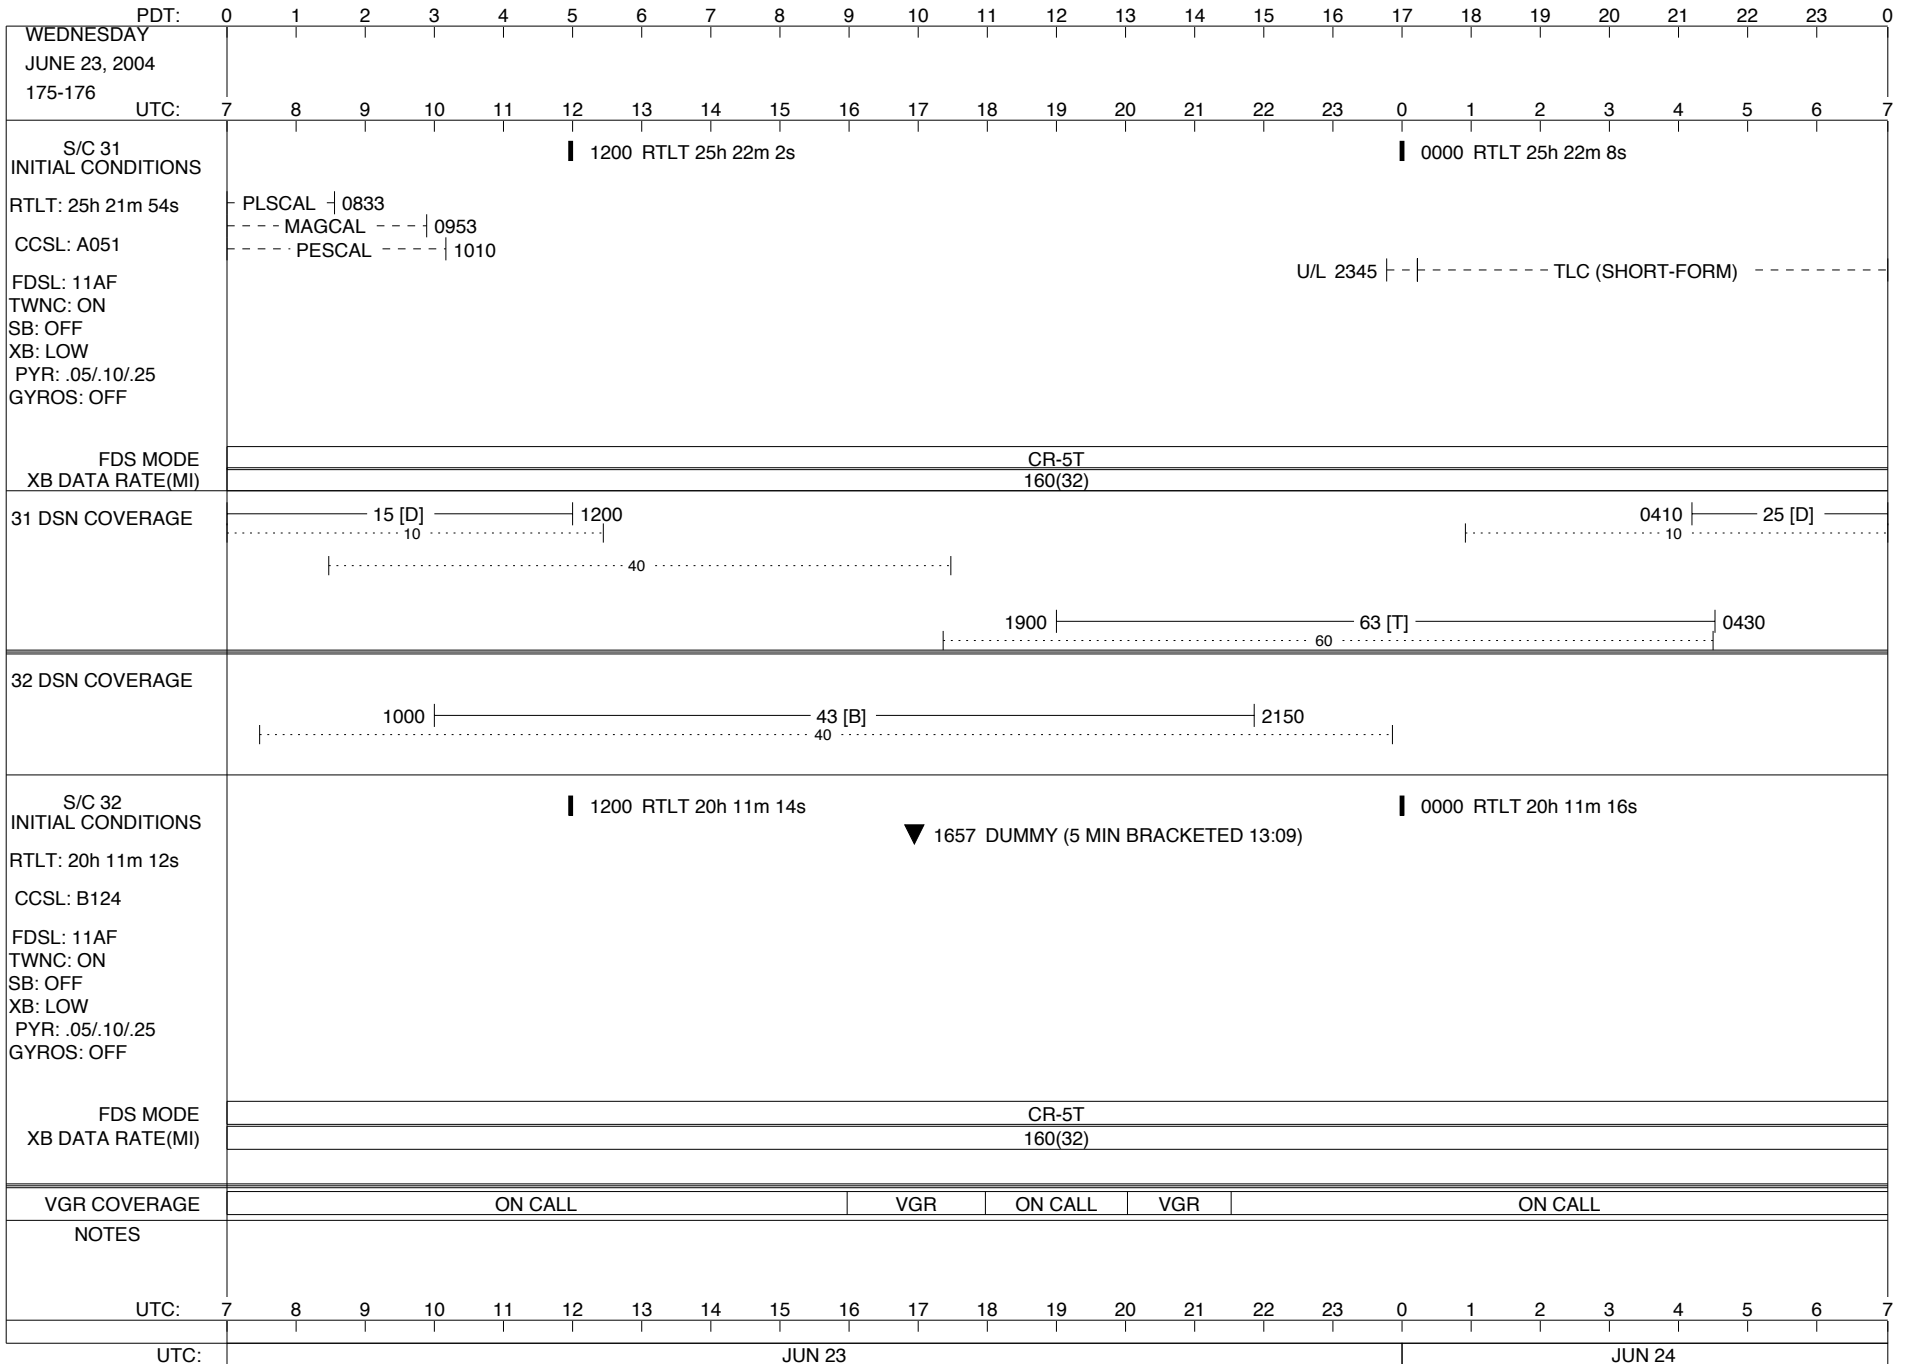 PDT: 0 1 2 3 4 5 6 7 8 9 10 11 12 13 14 15 16 17 18 19 20 21 22 23 0
WEDNESDAY
JUNE 23, 2004
175-176
UTC: 7 8 9 10 11 12 13 14 15 16 17 18 19 20 21 22 23 0 1 2 3 4 5 6 7
S/C 31
INITIAL CONDITIONS
1200 RTLT 25h 22m 2s
0000 RTLT 25h 22m 8s
RTLT: 25h 21m 54s
PLSCAL 0833
MAGCAL 0953
CCSL: A051
PESCAL 1010
U/L 2345 TLC (SHORT-FORM)
FDSL: 11AF
TWNC: ON
SB: OFF
XB: LOW
PYR: .05/.10/.25
GYROS: OFF
FDS MODE CR-5T
XB DATA RATE(MI) 160(32)
31 DSN COVERAGE
15 [D] 1200
0410 25 [D]
10
10
40
1900 63 [T] 0430
60
32 DSN COVERAGE
1000 43 [B] 2150
40
S/C 32
INITIAL CONDITIONS
1200 RTLT 20h 11m 14s
0000 RTLT 20h 11m 16s
1657 DUMMY (5 MIN BRACKETED 13:09)
RTLT: 20h 11m 12s
CCSL: B124
FDSL: 11AF
TWNC: ON
SB: OFF
XB: LOW
PYR: .05/.10/.25
GYROS: OFF
FDS MODE CR-5T
XB DATA RATE(MI) 160(32)
VGR COVERAGE ON CALL VGR ON CALL VGR ON CALL
NOTES
UTC: 7 8 9 10 11 12 13 14 15 16 17 18 19 20 21 22 23 0 1 2 3 4 5 6 7
UTC: JUN 23 JUN 24